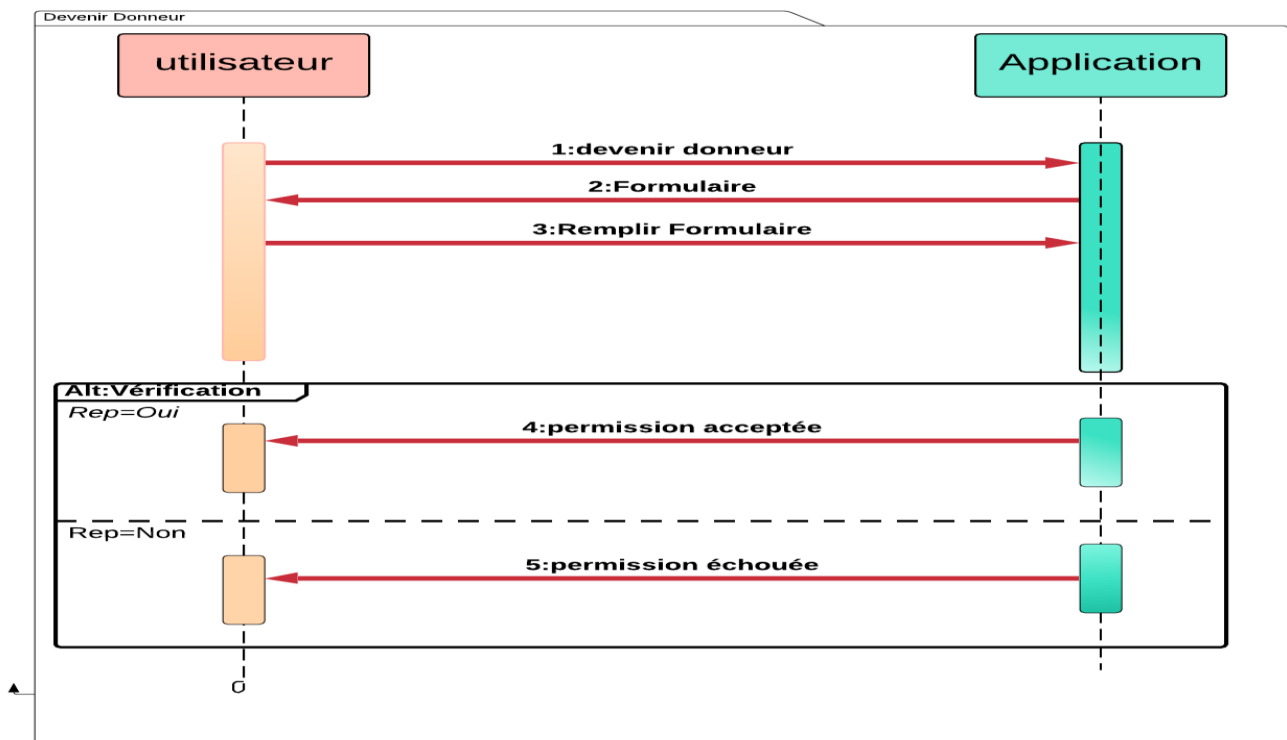 Devenir Donneur
utilisateur
Application
1:devenir donneur
2:Formulaire
3:Remplir Formulaire
Alt:Vérification
Rep=Oui
4:permission acceptée
Rep=Non
5:permission échouée